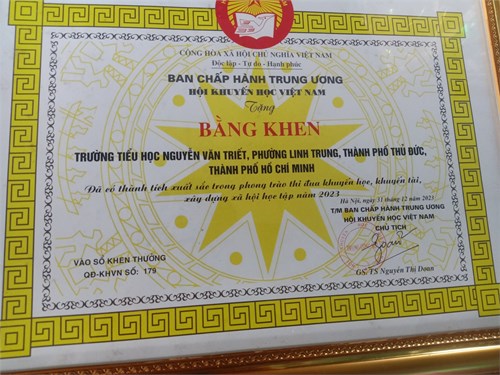 CỘNG HÒA XÃ HỘI CHỦ NGHĨA VIỆT NAM
Độc lập - Tự do - Hạnh phúc
BAN CHẤP HÀNH TRUNG ƯƠNG
HỘI KHUYẾN HỌC VIỆT NAM
Tặng
BẰNG KHEN
TRƯỜNG TIỂU HỌC NGUYỄN VĂN TRIẾT, PHƯỜNG LINH TRUNG, THÀNH PHỐ THỦ ĐỨC,
THÀNH PHỐ HỒ CHÍ MINH
Đã có thành tích xuất sắc trong phong trào thi đua khuyến học, khuyến tài,
xây dựng xã hội học tập năm 2023
Hà Nội, ngày 31 tháng 12 năm 2023
T/M BAN CHẤP HÀNH TRUNG ƯƠNG
HỘI KHUYẾN HỌC VIỆT NAM
CHỦ TỊCH
VÀO SỔ KHEN THƯỞNG
QĐ-KHVN SỐ: 179
GS. TS Nguyễn Thị Doan